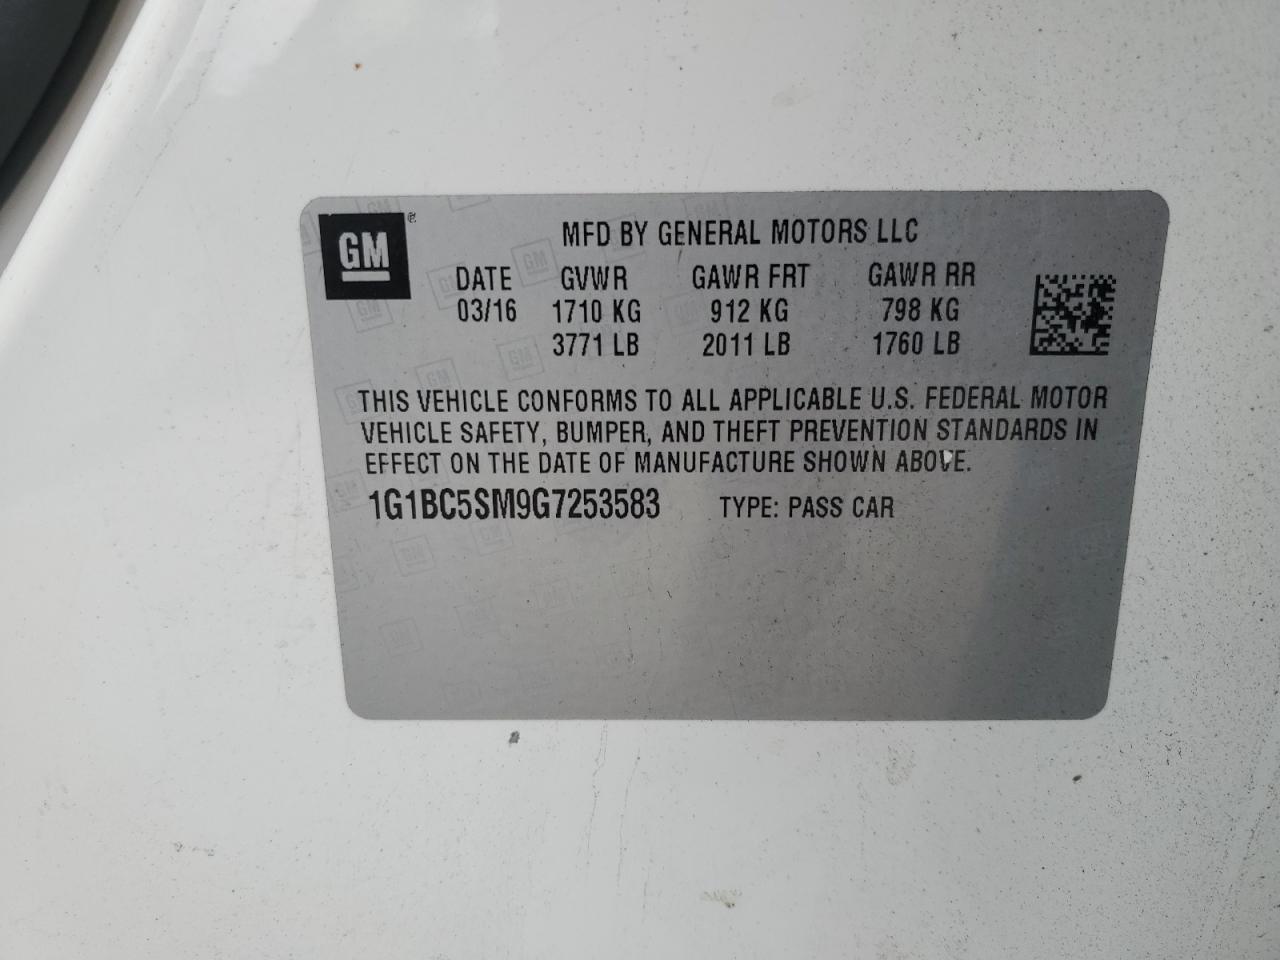 GM
MFD BY GENERAL MOTORS LLC
DATE GVWR GAWR FRT GAWR RR
03/16 1710 KG 912 KG 798 KG
3771 LB 2011 LB 1760 LB
THIS VEHICLE CONFORMS TO ALL APPLICABLE U.S. FEDERAL MOTOR
VEHICLE SAFETY, BUMPER, AND THEFT PREVENTION STANDARDS IN
EFFECT ON THE DATE OF MANUFACTURE SHOWN ABOVE.
1G1BC5SM9G7253583 TYPE: PASS CAR